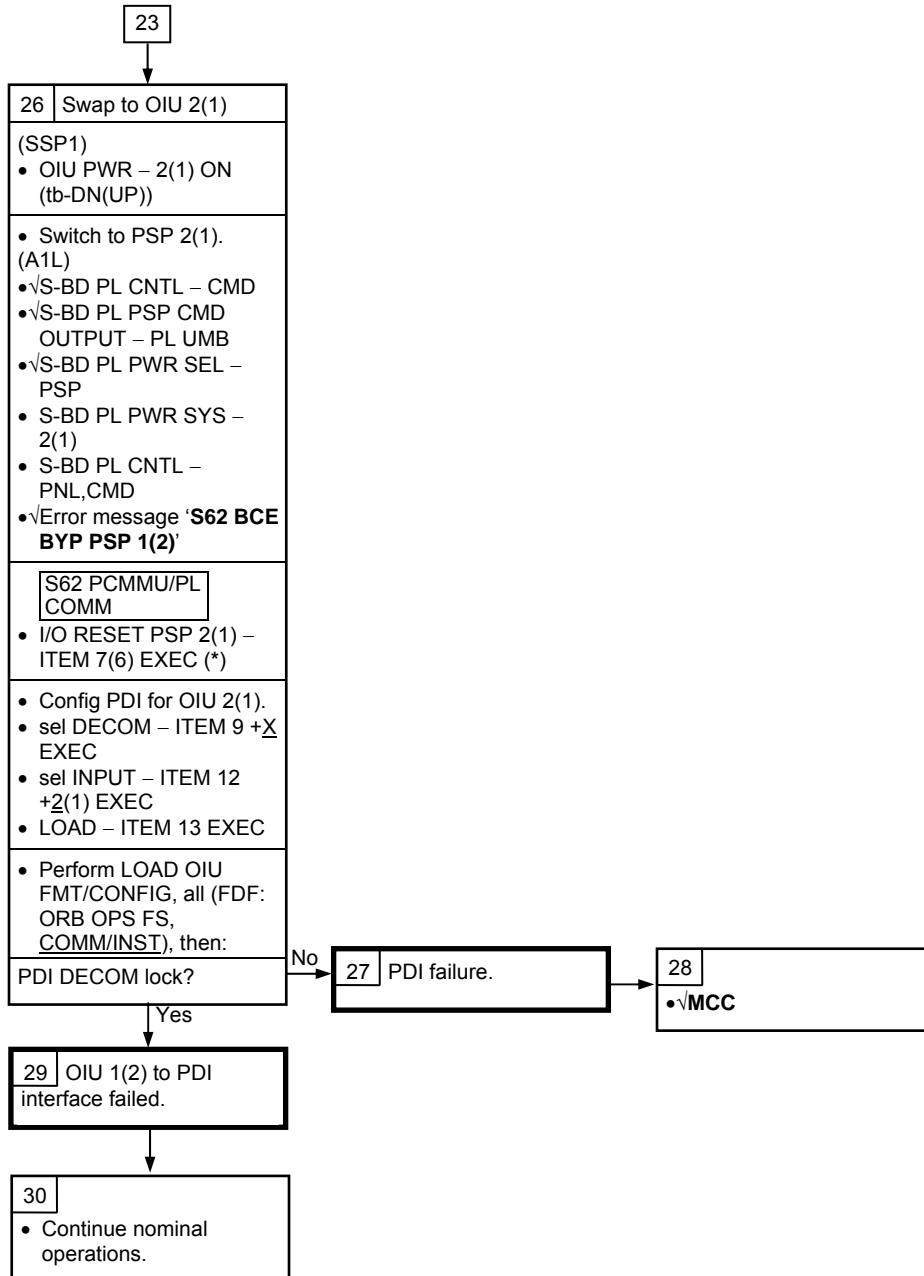 23
26 Swap to OIU 2(1)
(SSP1)
• OIU PWR – 2(1) ON
(tb-DN(UP))
• Switch to PSP 2(1).
(A1L)
•√S-BD PL CNTL – CMD
•√S-BD PL PSP CMD
OUTPUT – PL UMB
•√S-BD PL PWR SEL –
PSP
• S-BD PL PWR SYS –
2(1)
• S-BD PL CNTL –
PNL,CMD
•√Error message ‘S62 BCE
BYP PSP 1(2)’
S62 PCMMU/PL
COMM
• I/O RESET PSP 2(1) –
ITEM 7(6) EXEC (*)
• Config PDI for OIU 2(1).
• sel DECOM – ITEM 9 +X
EXEC
• sel INPUT – ITEM 12
+2(1) EXEC
• LOAD – ITEM 13 EXEC
• Perform LOAD OIU
FMT/CONFIG, all (FDF:
ORB OPS FS,
COMM/INST), then:
PDI DECOM lock?
No
27 PDI failure.
28
•√MCC
Yes
29 OIU 1(2) to PDI
interface failed.
30
• Continue nominal
operations.